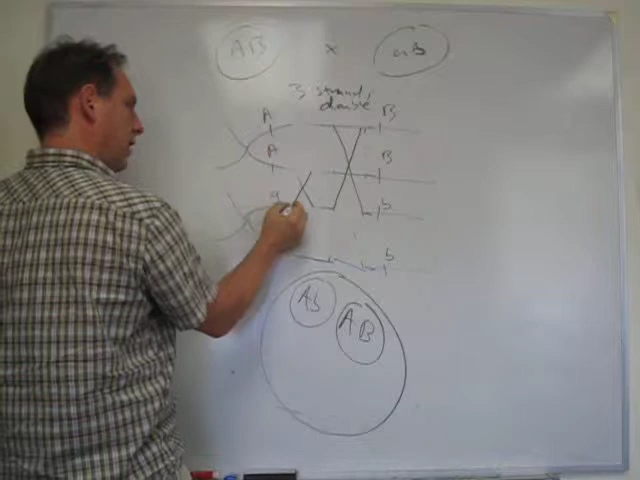 AB x ab
3 strand,
double
A B
A B
a b
b
Ab AB